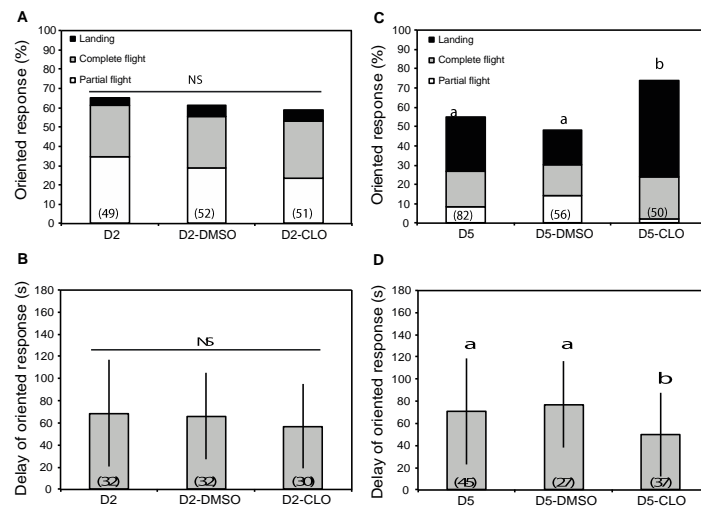 A
Oriented response (%)
100
90
80
70
60
50
40
30
20
10
0
Landing
Complete flight
Partial flight
NS
(49)
(52)
(51)
D2
D2-DMSO
D2-CLO
C
Oriented response (%)
100
90
80
70
60
50
40
30
20
10
0
Landing
Complete flight
Partial flight
a
a
b
(82)
(56)
(50)
D5
D5-DMSO
D5-CLO
B
Delay of oriented response (s)
180
160
140
120
100
80
60
40
20
0
NS
(32)
(32)
(30)
D2
D2-DMSO
D2-CLO
D
Delay of oriented response (s)
180
160
140
120
100
80
60
40
20
0
a
a
b
(45)
(27)
(37)
D5
D5-DMSO
D5-CLO